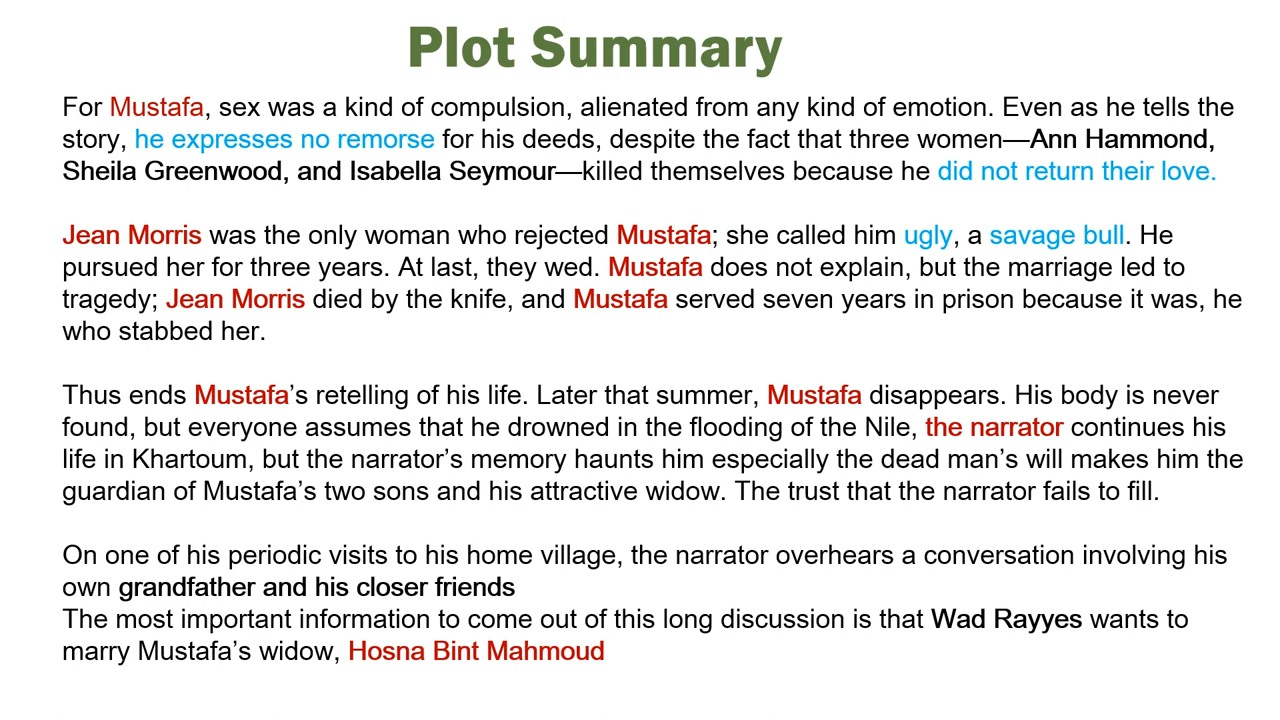 Plot Summary
For Mustafa, sex was a kind of compulsion, alienated from any kind of emotion. Even as he tells the
story, he expresses no remorse for his deeds, despite the fact that three women—Ann Hammond,
Sheila Greenwood, and Isabella Seymour—killed themselves because he did not return their love.
Jean Morris was the only woman who rejected Mustafa; she called him ugly, a savage bull. He
pursued her for three years. At last, they wed. Mustafa does not explain, but the marriage led to
tragedy; Jean Morris died by the knife, and Mustafa served seven years in prison because it was, he
who stabbed her.
Thus ends Mustafa’s retelling of his life. Later that summer, Mustafa disappears. His body is never
found, but everyone assumes that he drowned in the flooding of the Nile, the narrator continues his
life in Khartoum, but the narrator’s memory haunts him especially the dead man’s will makes him the
guardian of Mustafa’s two sons and his attractive widow. The trust that the narrator fails to fill.
On one of his periodic visits to his home village, the narrator overhears a conversation involving his
own grandfather and his closer friends
The most important information to come out of this long discussion is that Wad Rayyes wants to
marry Mustafa’s widow, Hosna Bint Mahmoud